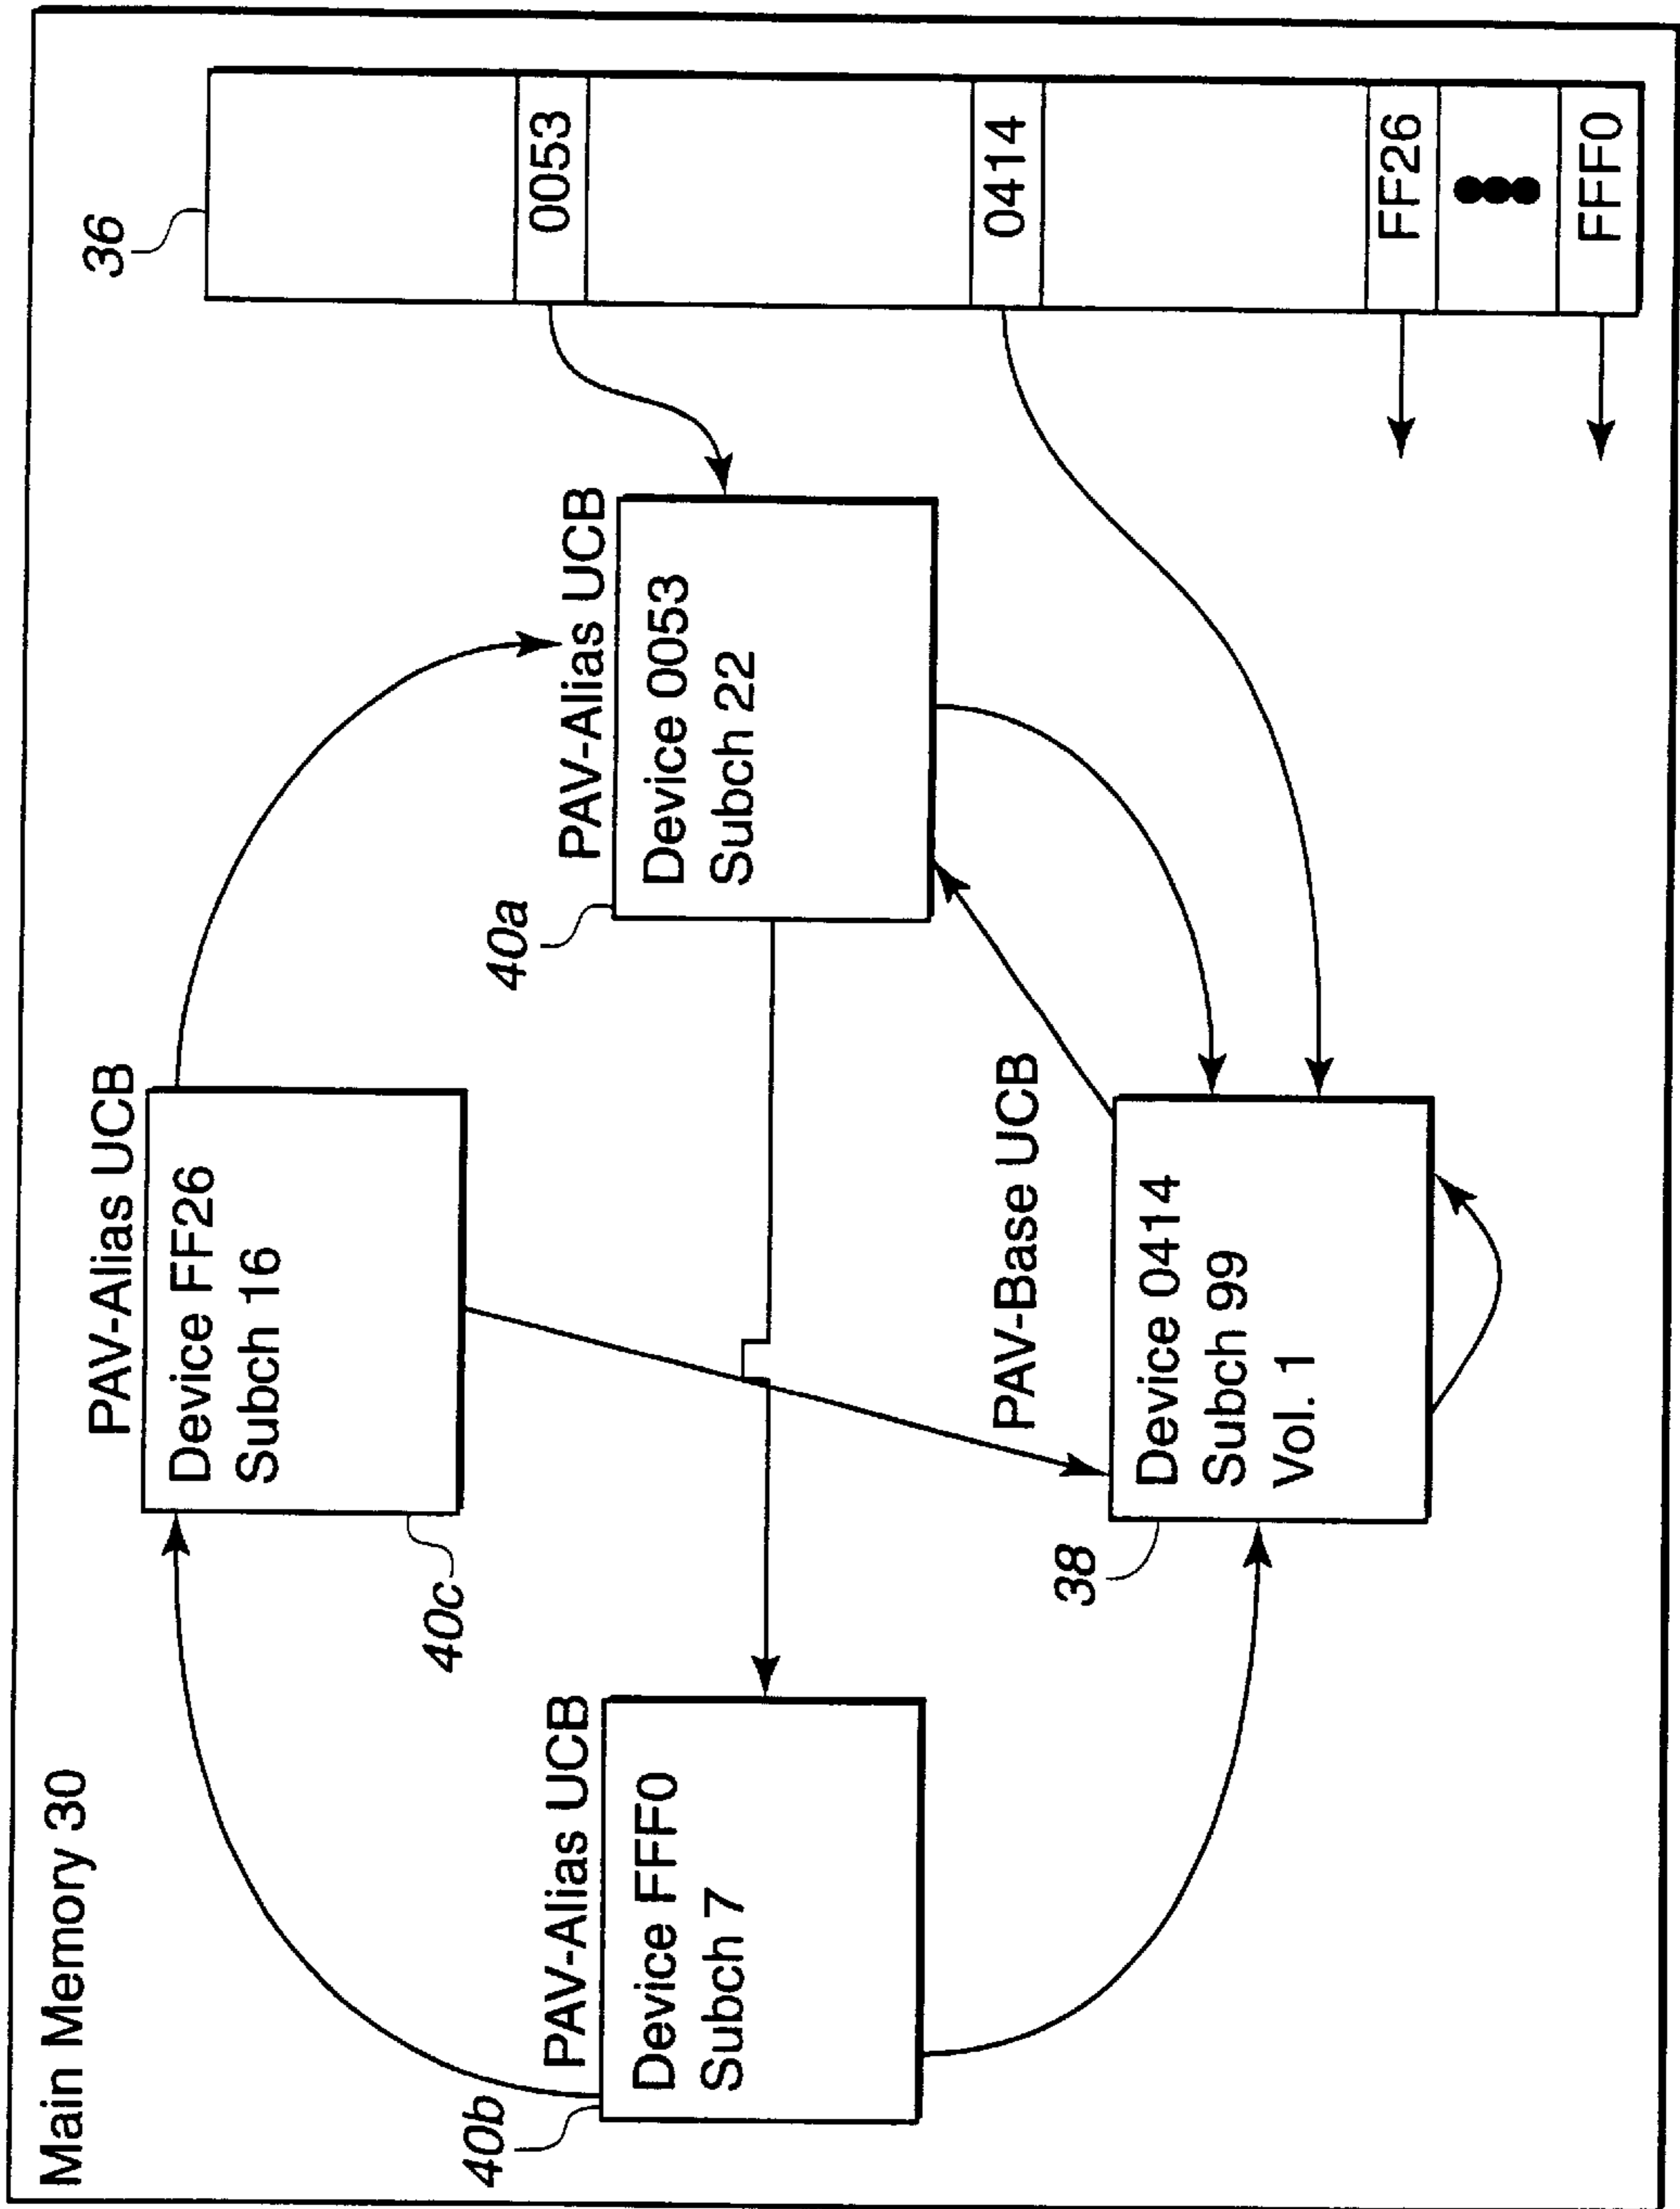 Main Memory 30
36
0053
0414
FF26
FFF0
PAV-Alias UCB
Device FF26
Subch 16
40c
PAV-Alias UCB
Device 0053
Subch 22
40a
PAV-Alias UCB
Device FFF0
Subch 7
40b
PAV-Base UCB
Device 0414
Subch 99
Vol. 1
38